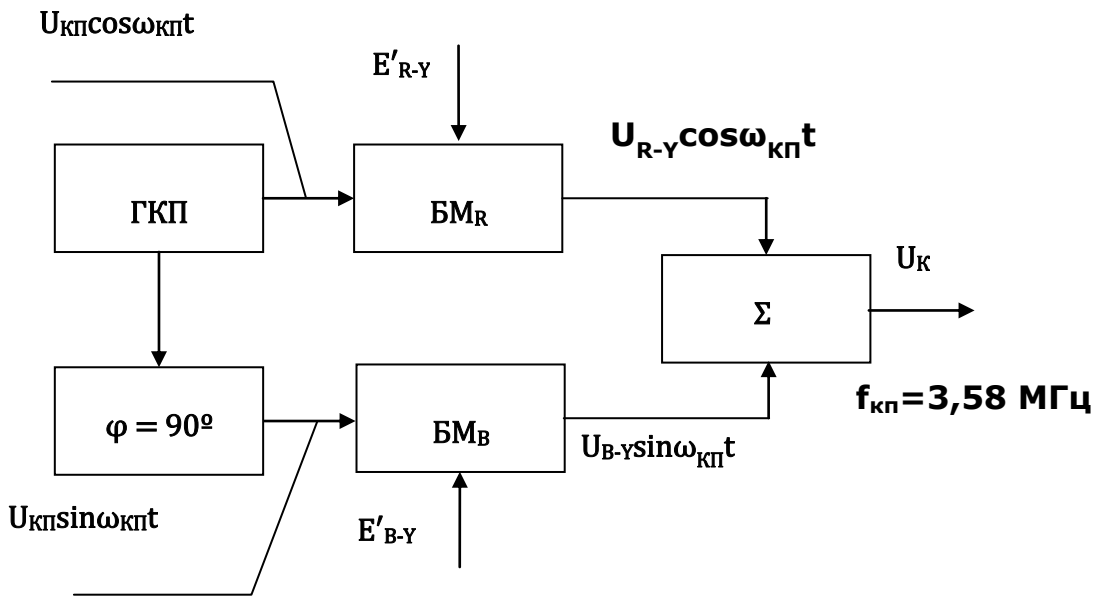 UКПcosωКПt
E′R-Y
UR-Ycosωкпt
ГКП
БМR
UК
Σ
fкп=3,58 МГц
φ = 90º
БМB
UB-YsinωКПt
UКПsinωКПt
E′B-Y